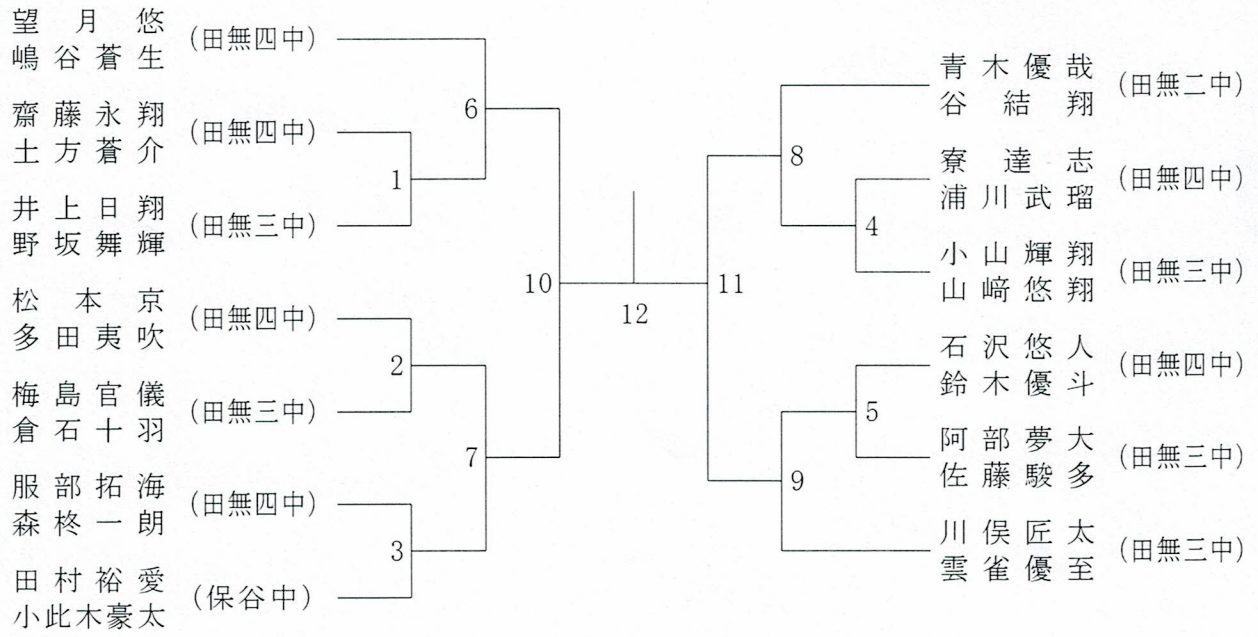 望月悠
嶋谷蒼生
(田無四中)
齋藤永翔
土方蒼介
(田無四中)
井上日翔
野坂舞輝
(田無三中)
松本京
多田夷吹
(田無四中)
梅島官儀
倉石十羽
(田無三中)
服部拓海
森柊一朗
(田無四中)
田村裕愛
小此木豪太
(保谷中)
6
1
2
7
3
10
12
11
8
4
5
9
青木優哉
谷結翔
(田無二中)
寮達志
浦川武瑠
(田無四中)
小山輝翔
山﨑悠翔
(田無三中)
石沢悠人
鈴木優斗
(田無四中)
阿部夢大
佐藤駿多
(田無三中)
川俣匠太
雲雀優至
(田無三中)